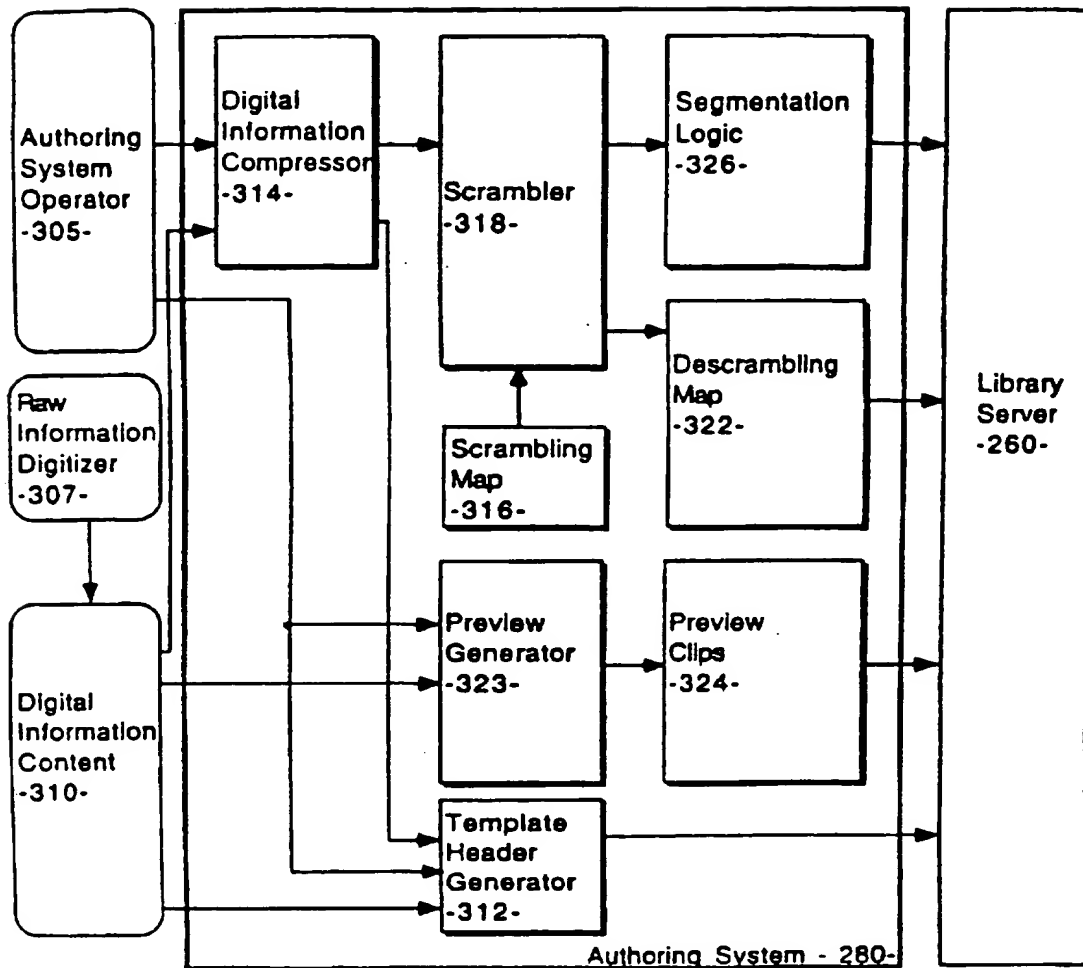 Authoring
System
Operator
-305-
Digital
Information
Compressor
-314-
Scrambler
-318-
Segmentation
Logic
-326-
Raw
Information
Digitizer
-307-
Scrambling
Map
-316-
Descrambling
Map
-322-
Library
Server
-260-
Digital
Information
Content
-310-
Preview
Generator
-323-
Preview
Clips
-324-
Template
Header
Generator
-312-
Authoring System - 280-